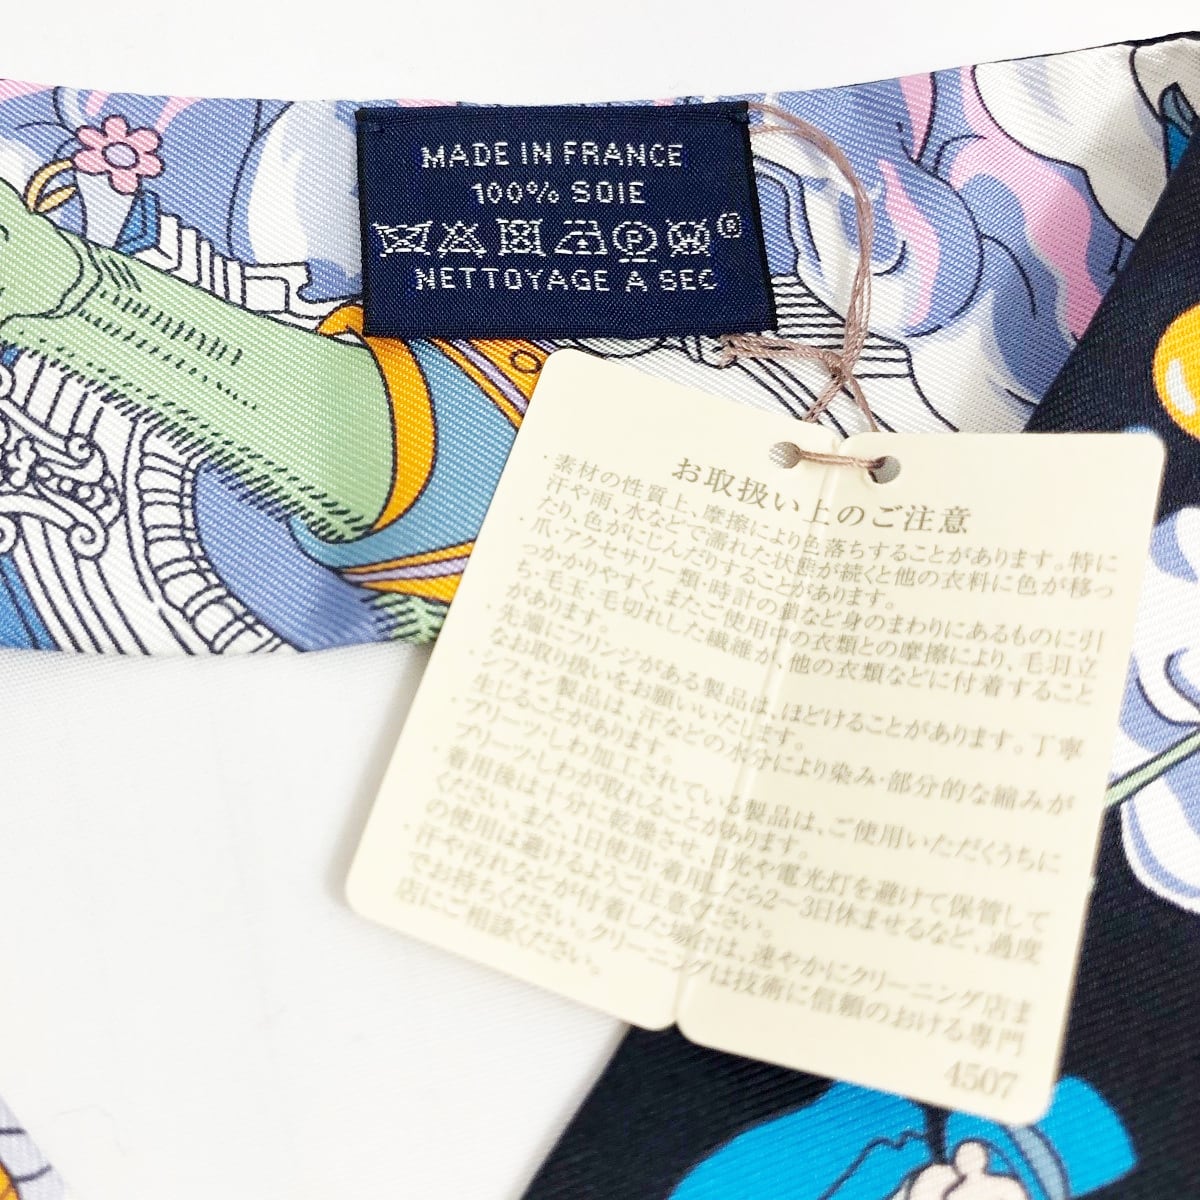 MADE IN FRANCE
100% SOIE
P
®
NETTOYAGE A SEC
お取扱い上のご注意
・素材の性質上、摩擦により色落ちすることがあります。特に
汗や雨、水などで濡れた状態が続くと他の衣料に色が移っ
たり、色がにじんだりすることがあります。
・爪・アクセサリー類・時計の鎖など身のまわりにあるものに引
っかかりやすく、またご使用中の衣類との摩擦により、毛羽立
ち・毛玉・毛切れした繊維が、他の衣類などに付着すること
があります。
・先端にフリンジがある製品は、ほどけることがあります。丁寧
なお取り扱いをお願いいたします。
・シフォン製品は、汗などの水分により染み・部分的な縮みが
生じることがあります。
・プリーツ・しわ加工されている製品は、ご使用いただくうちに
プリーツ・しわが取れることがあります。
・着用後は十分に乾燥させ、日光や電光灯を避けて保管して
ください。また、1日使用・着用したら2〜3日休ませるなど、過度
の使用は避けるようご注意ください。
・汗や汚れなどが付着した場合は、速やかにクリーニング店ま
でお持ちください。クリーニングは技術に信頼のおける専門
店にご相談ください。
4507